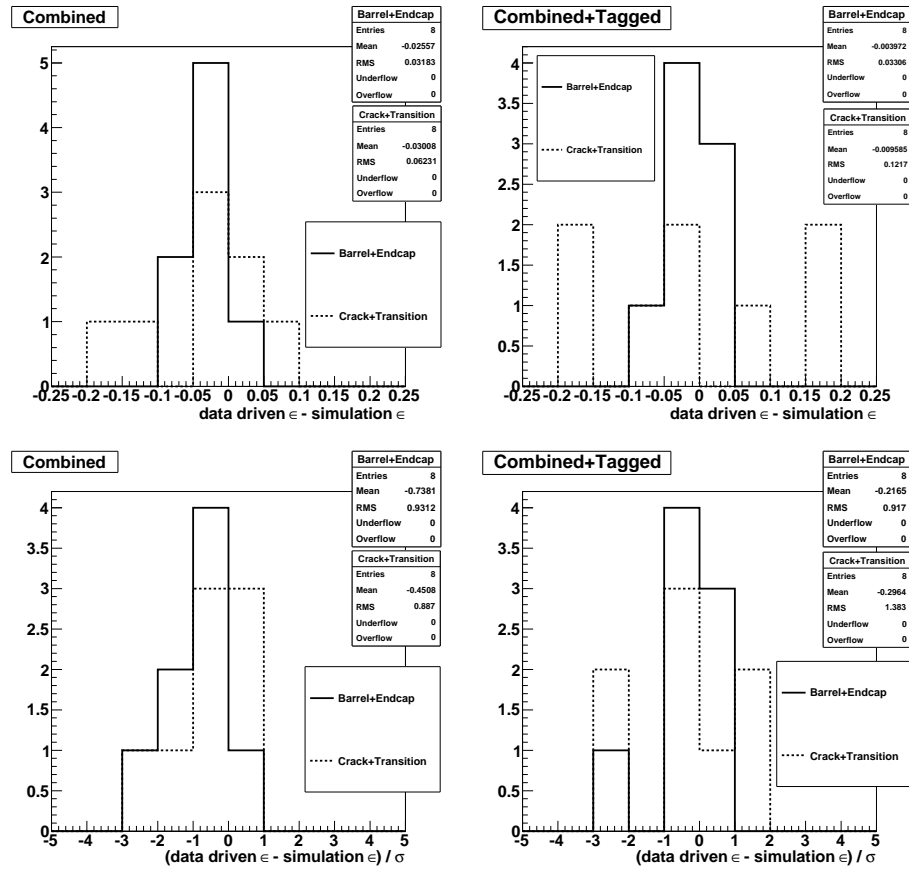 Combined
Barrel+Endcap
Entries 8
Mean -0.02557
RMS 0.03183
Underflow 0
Overflow 0
Crack+Transition
Entries 8
Mean -0.03008
RMS 0.06231
Underflow 0
Overflow 0
Barrel+Endcap
Crack+Transition
5
4
3
2
1
0
-0.25 -0.2 -0.15 -0.1 -0.05 0 0.05 0.1 0.15 0.2 0.25
data driven ∈ - simulation ∈
Combined+Tagged
Barrel+Endcap
Entries 8
Mean -0.003972
RMS 0.03306
Underflow 0
Overflow 0
Crack+Transition
Entries 8
Mean -0.009585
RMS 0.1217
Underflow 0
Overflow 0
Barrel+Endcap
Crack+Transition
4
3.5
3
2.5
2
1.5
1
0.5
0
-0.25 -0.2 -0.15 -0.1 -0.05 0 0.05 0.1 0.15 0.2 0.25
data driven ∈ - simulation ∈
Combined
Barrel+Endcap
Entries 8
Mean -0.7381
RMS 0.9312
Underflow 0
Overflow 0
Crack+Transition
Entries 8
Mean -0.4508
RMS 0.887
Underflow 0
Overflow 0
Barrel+Endcap
Crack+Transition
4
3.5
3
2.5
2
1.5
1
0.5
0
-5 -4 -3 -2 -1 0 1 2 3 4 5
(data driven ∈ - simulation ∈) / σ
Combined+Tagged
Barrel+Endcap
Entries 8
Mean -0.2165
RMS 0.917
Underflow 0
Overflow 0
Crack+Transition
Entries 8
Mean -0.2964
RMS 1.383
Underflow 0
Overflow 0
Barrel+Endcap
Crack+Transition
4
3.5
3
2.5
2
1.5
1
0.5
0
-5 -4 -3 -2 -1 0 1 2 3 4 5
(data driven ∈ - simulation ∈) / σ